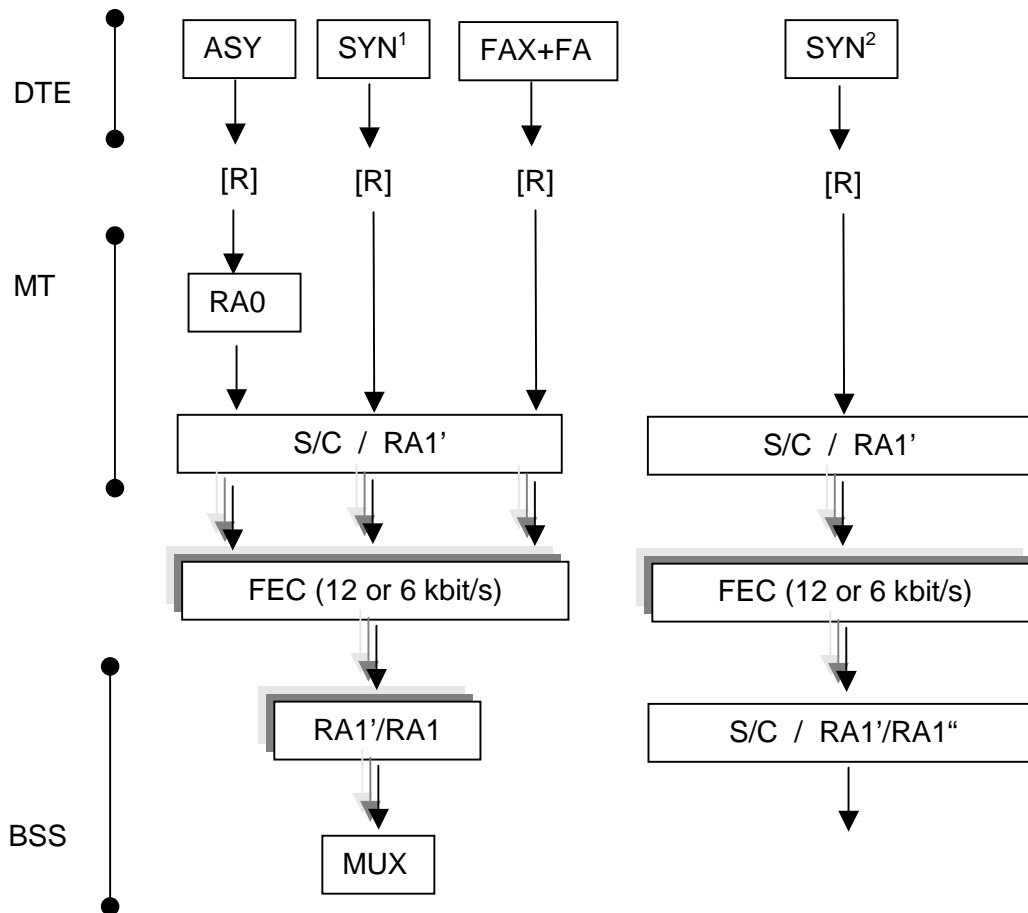 ASY SYN¹ FAX+FA SYN²
DTE
[R] [R] [R] [R]
MT
RA0
S/C / RA1’ S/C / RA1’
FEC (12 or 6 kbit/s) FEC (12 or 6 kbit/s)
RA1’/RA1 S/C / RA1’/RA1“
BSS
MUX